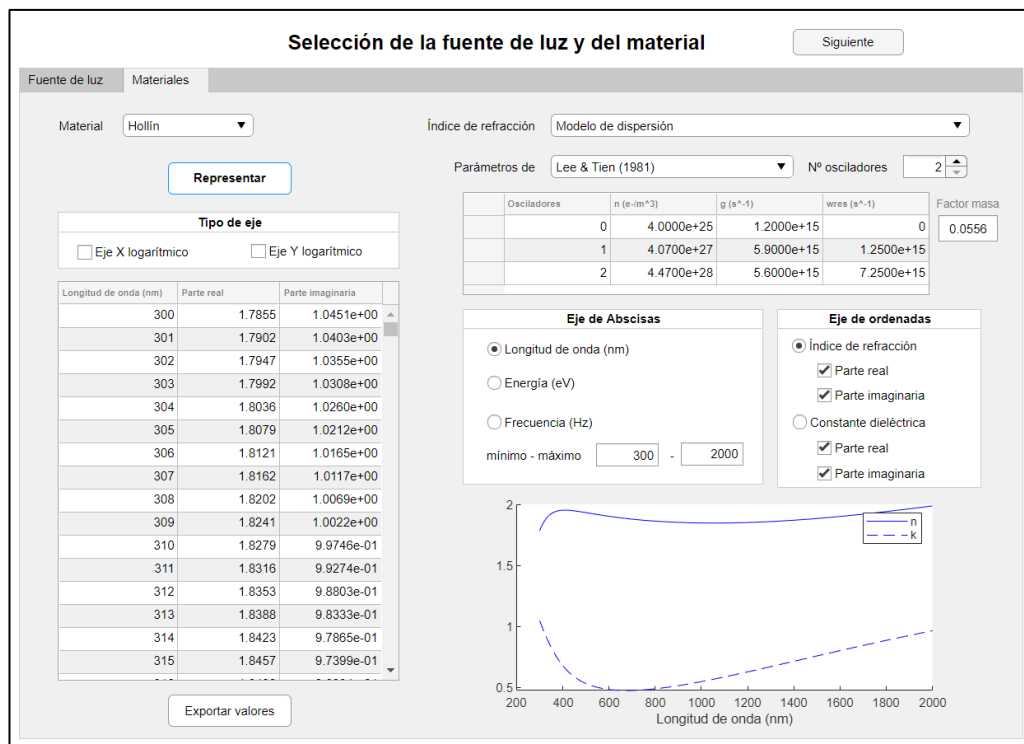 Selección de la fuente de luz y del material
Siguiente
Fuente de luz
Materiales
Material
Hollín
Representar
Tipo de eje
Eje X logarítmico
Eje Y logarítmico
Longitud de onda (nm) Parte real Parte imaginaria
300 1.7855 1.0451e+00
301 1.7902 1.0403e+00
302 1.7947 1.0355e+00
303 1.7992 1.0308e+00
304 1.8036 1.0260e+00
305 1.8079 1.0212e+00
306 1.8121 1.0165e+00
307 1.8162 1.0117e+00
308 1.8202 1.0069e+00
309 1.8241 1.0022e+00
310 1.8279 9.9746e-01
311 1.8316 9.9274e-01
312 1.8353 9.8803e-01
313 1.8388 9.8333e-01
314 1.8423 9.7865e-01
315 1.8457 9.7399e-01
Exportar valores
Índice de refracción
Modelo de dispersión
Parámetros de
Lee & Tien (1981)
Nº osciladores
2
Osciladores n (e-/m^3) g (s^-1) wres (s^-1)
0 4.0000e+25 1.2000e+15 0
1 4.0700e+27 5.9000e+15 1.2500e+15
2 4.4700e+28 5.6000e+15 7.2500e+15
Factor masa
0.0556
Eje de Abscisas
Longitud de onda (nm)
Energía (eV)
Frecuencia (Hz)
mínimo - máximo 300 - 2000
Eje de ordenadas
Índice de refracción
Parte real
Parte imaginaria
Constante dieléctrica
Parte real
Parte imaginaria
2
1.5
1
0.5
n
k
200 400 600 800 1000 1200 1400 1600 1800 2000
Longitud de onda (nm)